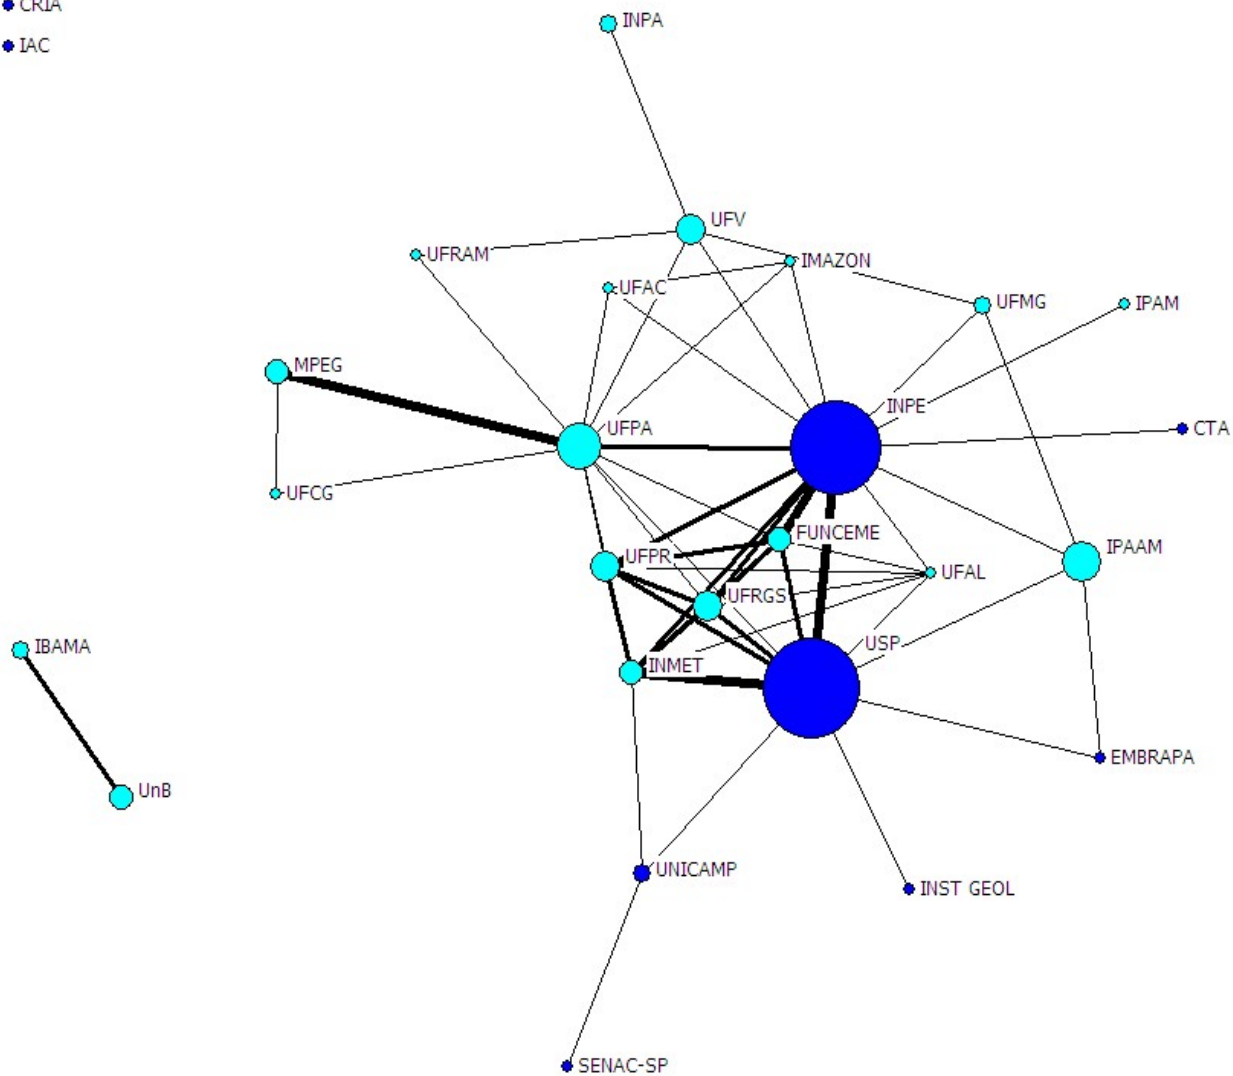 CRIA
IAC
INPA
UFV
UFRAM
IMAZON
UFAC
UFMG
IPAM
MPEG
INPE
UFPA
CTA
UFCG
FUNCEME
IPAAM
UFPR
UFAL
UFRGS
USP
IBAMA
INMET
EMBRAPA
UnB
UNICAMP
INST GEOL
SENAC-SP